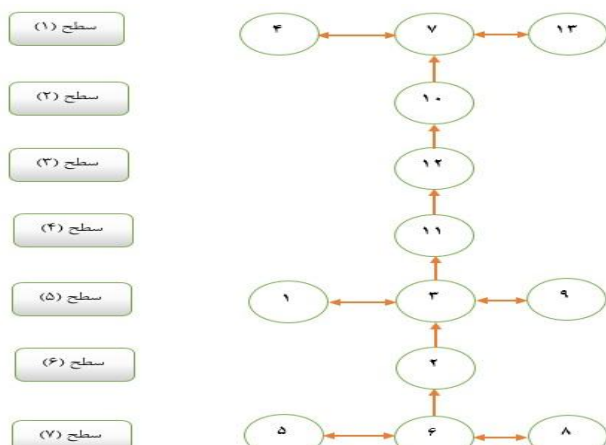 سطح (۱) ۴ ۷ ۱۳
سطح (۲) ۱۰
سطح (۳) ۱۲
سطح (۴) ۱۱
سطح (۵) ۱ ۳ ۹
سطح (۶) ۲
سطح (۷) ۵ ۶ ۸